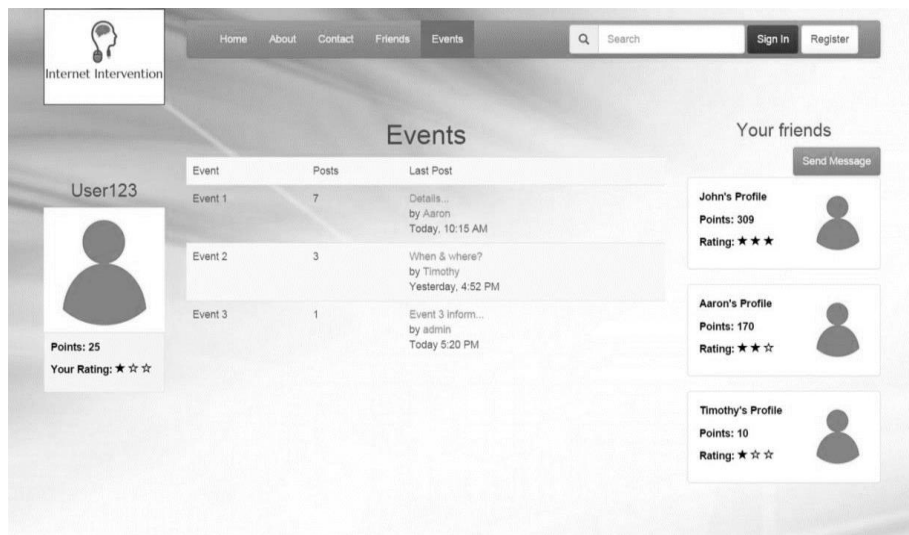 Internet Intervention
Home About Contact Friends Events Search Sign In Register
User123
Points: 25
Your Rating: ★ ☆ ☆
Events
Event Posts Last Post
Event 1 7 Details...
by Aaron
Today, 10:15 AM
Event 2 3 When & where?
by Timothy
Yesterday, 4:52 PM
Event 3 1 Event 3 inform...
by admin
Today 5:20 PM
Your friends
Send Message
John's Profile
Points: 309
Rating: ★ ★ ★
Aaron's Profile
Points: 170
Rating: ★ ★ ☆
Timothy's Profile
Points: 10
Rating: ★ ☆ ☆